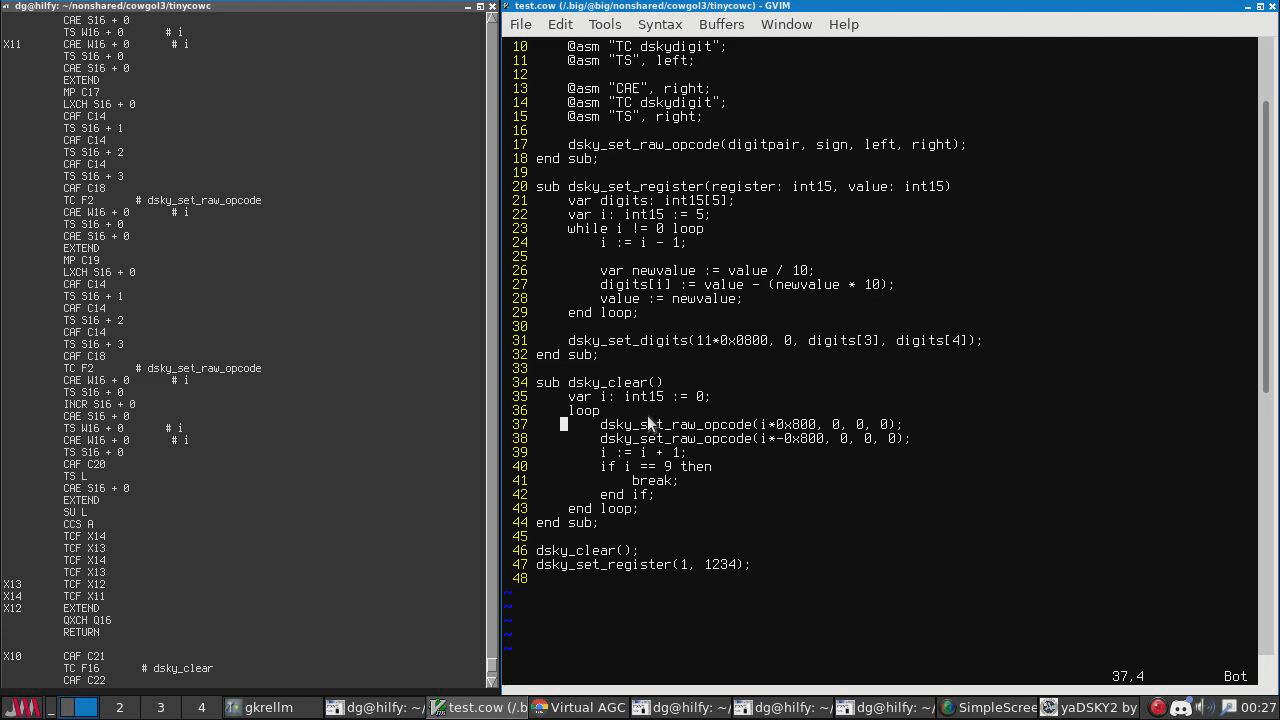 dg@hilfy: ~/nonshared/cowgol3/tinycowc
CAE S16 + 0
TS W16 + 0 # i
X11 CAE W16 + 0 # i
TS S16 + 0
CAE S16 + 0
EXTEND
MP C17
LXCH S16 + 0
CAF C14
TS S16 + 1
CAF C14
TS S16 + 2
CAF C14
TS S16 + 3
CAF C18
TC F2 # dsky_set_raw_opcode
CAE W16 + 0 # i
TS S16 + 0
CAE S16 + 0
EXTEND
MP C19
LXCH S16 + 0
CAF C14
TS S16 + 1
CAF C14
TS S16 + 2
CAF C14
TS S16 + 3
CAF C18
TC F2 # dsky_set_raw_opcode
CAE W16 + 0 # i
TS S16 + 0
INCR S16 + 0
CAE S16 + 0
TS W16 + 0 # i
CAE W16 + 0 # i
TS S16 + 0
CAF C20
TS L
CAE S16 + 0
EXTEND
SU L
CCS A
TCF X14
TCF X13
TCF X14
TCF X13
X13 TCF X12
X14 TCF X11
X12 EXTEND
QXCH Q16
RETURN
X10 CAF C21
TC F16 # dsky_clear
CAF C22
test.cow (/.big/@big/nonshared/cowgol3/tinycowc) - GVIM
File Edit Tools Syntax Buffers Window Help
10 @asm "TC dskydigit";
11 @asm "TS", left;
12
13 @asm "CAE", right;
14 @asm "TC dskydigit";
15 @asm "TS", right;
16
17 dsky_set_raw_opcode(digitpair, sign, left, right);
18 end sub;
19
20 sub dsky_set_register(register: int15, value: int15)
21 var digits: int15[5];
22 var i: int15 := 5;
23 while i != 0 loop
24 i := i - 1;
25
26 var newvalue := value / 10;
27 digits[i] := value - (newvalue * 10);
28 value := newvalue;
29 end loop;
30
31 dsky_set_digits(11*0x0800, 0, digits[3], digits[4]);
32 end sub;
33
34 sub dsky_clear()
35 var i: int15 := 0;
36 loop
37 dsky_set_raw_opcode(i*0x800, 0, 0, 0);
38 dsky_set_raw_opcode(i*-0x800, 0, 0, 0);
39 i := i + 1;
40 if i == 9 then
41 break;
42 end if;
43 end loop;
44 end sub;
45
46 dsky_clear();
47 dsky_set_register(1, 1234);
48
~
~
~
~
~
37,4 Bot
2 3 4 gkrellm dg@hilfy: ~/ test.cow (/.b Virtual AGC dg@hilfy: ~/ dg@hilfy: ~/ dg@hilfy: ~/ SimpleScreen yaDSKY2 by 00:27